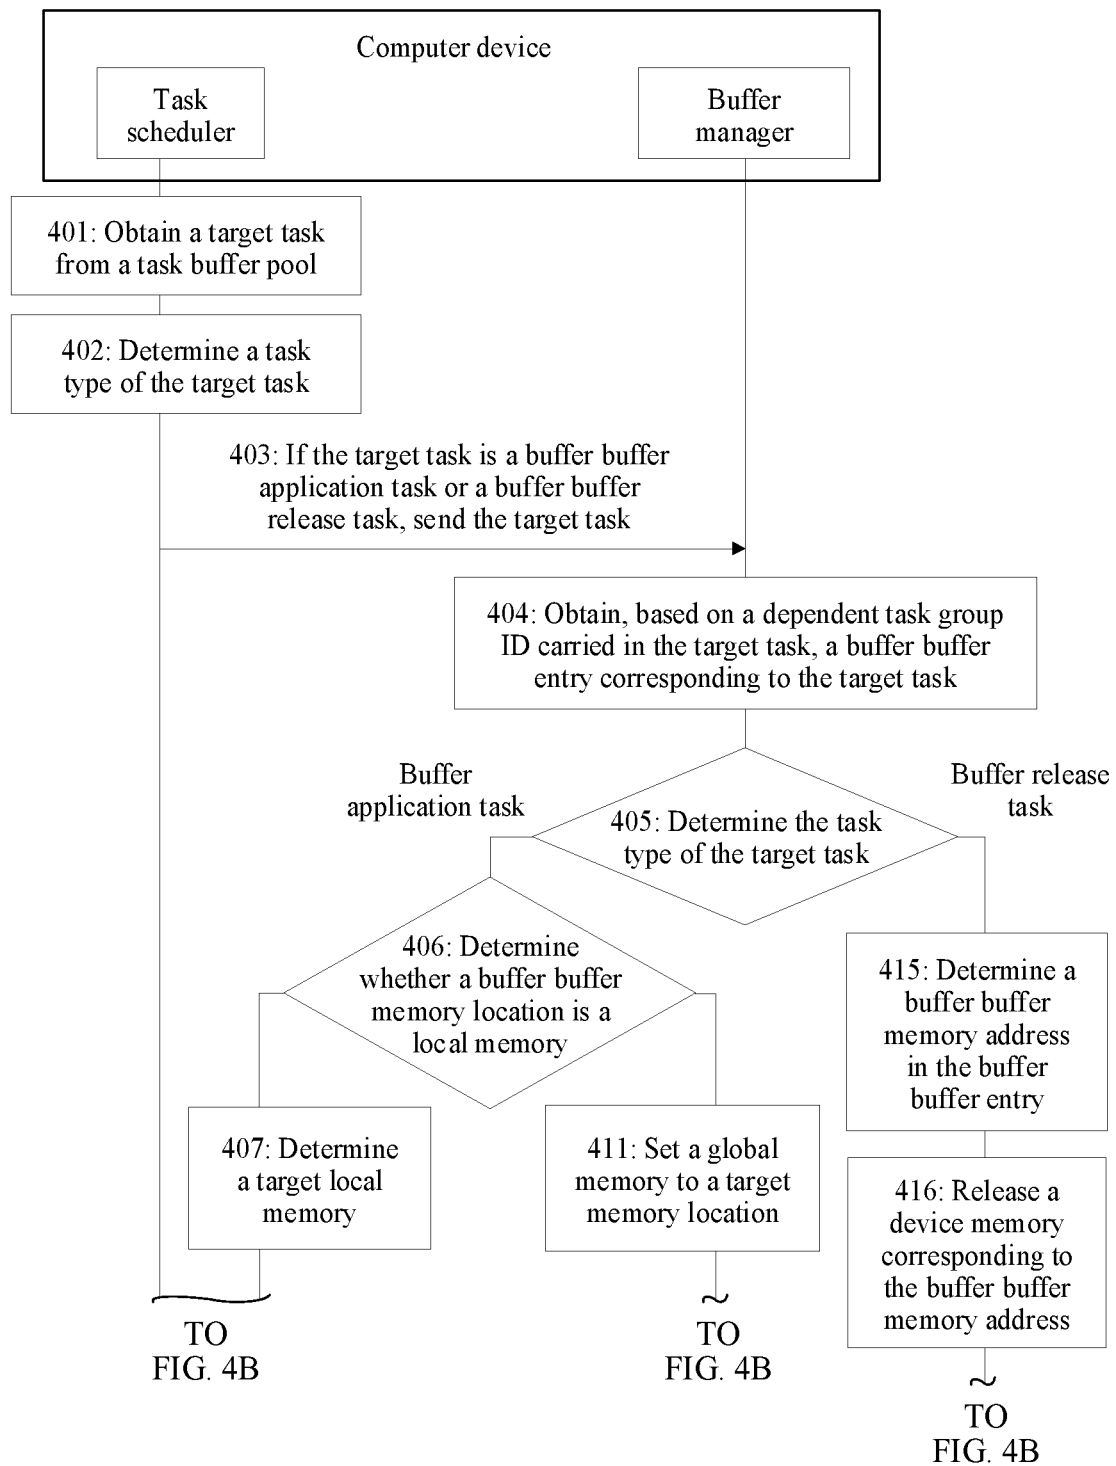 Computer device
Task
scheduler
Buffer
manager
401: Obtain a target task
from a task buffer pool
402: Determine a task
type of the target task
403: If the target task is a buffer buffer
application task or a buffer buffer
release task, send the target task
404: Obtain, based on a dependent task group
ID carried in the target task, a buffer buffer
entry corresponding to the target task
Buffer
application task
Buffer release
task
405: Determine the task
type of the target task
406: Determine
whether a buffer buffer
memory location is a
local memory
415: Determine a
buffer buffer
memory address
in the buffer
buffer entry
407: Determine
a target local
memory
411: Set a global
memory to a target
memory location
416: Release a
device memory
corresponding to
the buffer buffer
memory address
TO
FIG. 4B
TO
FIG. 4B
TO
FIG. 4B